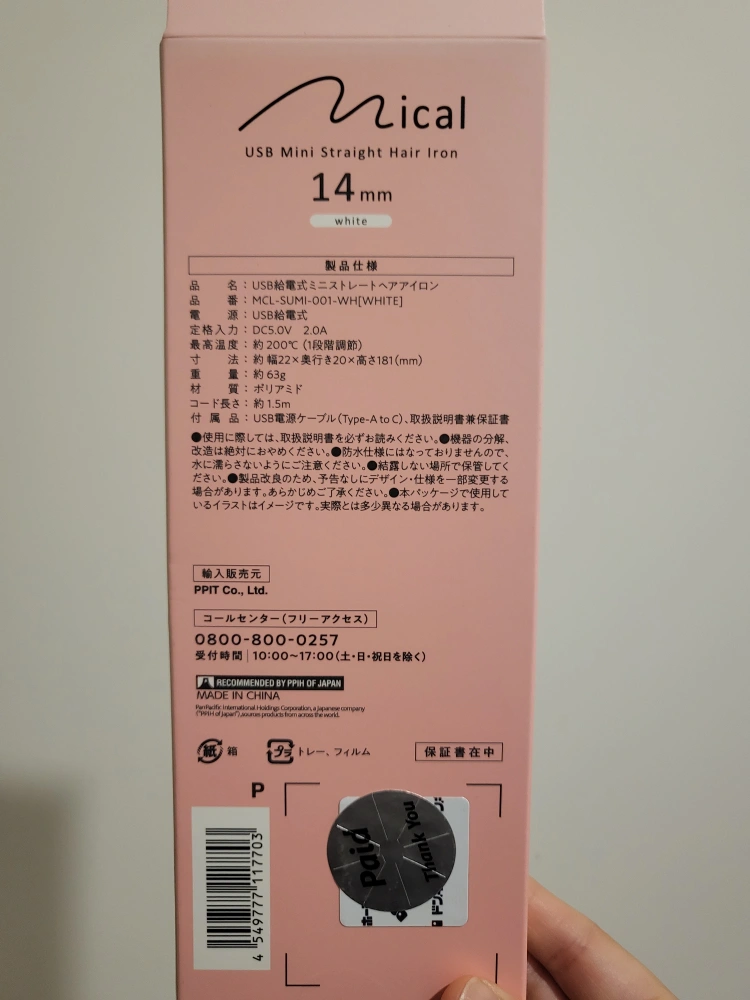 Mical
USB Mini Straight Hair Iron
14mm
white
製品仕様
品名：USB給電式ミニストレートヘアアイロン
品番：MCL-SUMI-001-WH[WHITE]
電源：USB給電式
定格入力：DC5.0V 2.0A
最高温度：約200℃（1段階調節）
寸法：約 幅22×奥行き20×高さ181（mm）
重量：約63g
材質：ポリアミド
コード長さ：約1.5m
付属品：USB電源ケーブル（Type-A to C）、取扱説明書兼保証書
●使用に際しては、取扱説明書を必ずお読みください。●機器の分解、
改造は絶対におやめください。●防水仕様にはなっておりませんので、
水に濡らさないようにご注意ください。●結露しない場所で保管してく
ださい。●製品改良のため、予告なしにデザイン・仕様を一部変更する
場合があります。あらかじめご了承ください。●本パッケージで使用して
いるイラストはイメージです。実際とは多少異なる場合があります。
輸入販売元
PPIT Co., Ltd.
コールセンター（フリーアクセス）
0800-800-0257
受付時間 | 10:00～17:00（土・日・祝日を除く）
RECOMMENDED BY PPIH OF JAPAN
MADE IN CHINA
PanPacific International Holdings Corporation, a japanese company
("PPIH of Japan"),sources products from across the world.
紙 箱
プラ トレー、フィルム
保証書在中
P
Paid
Thank You
ドン
4 549777 117703